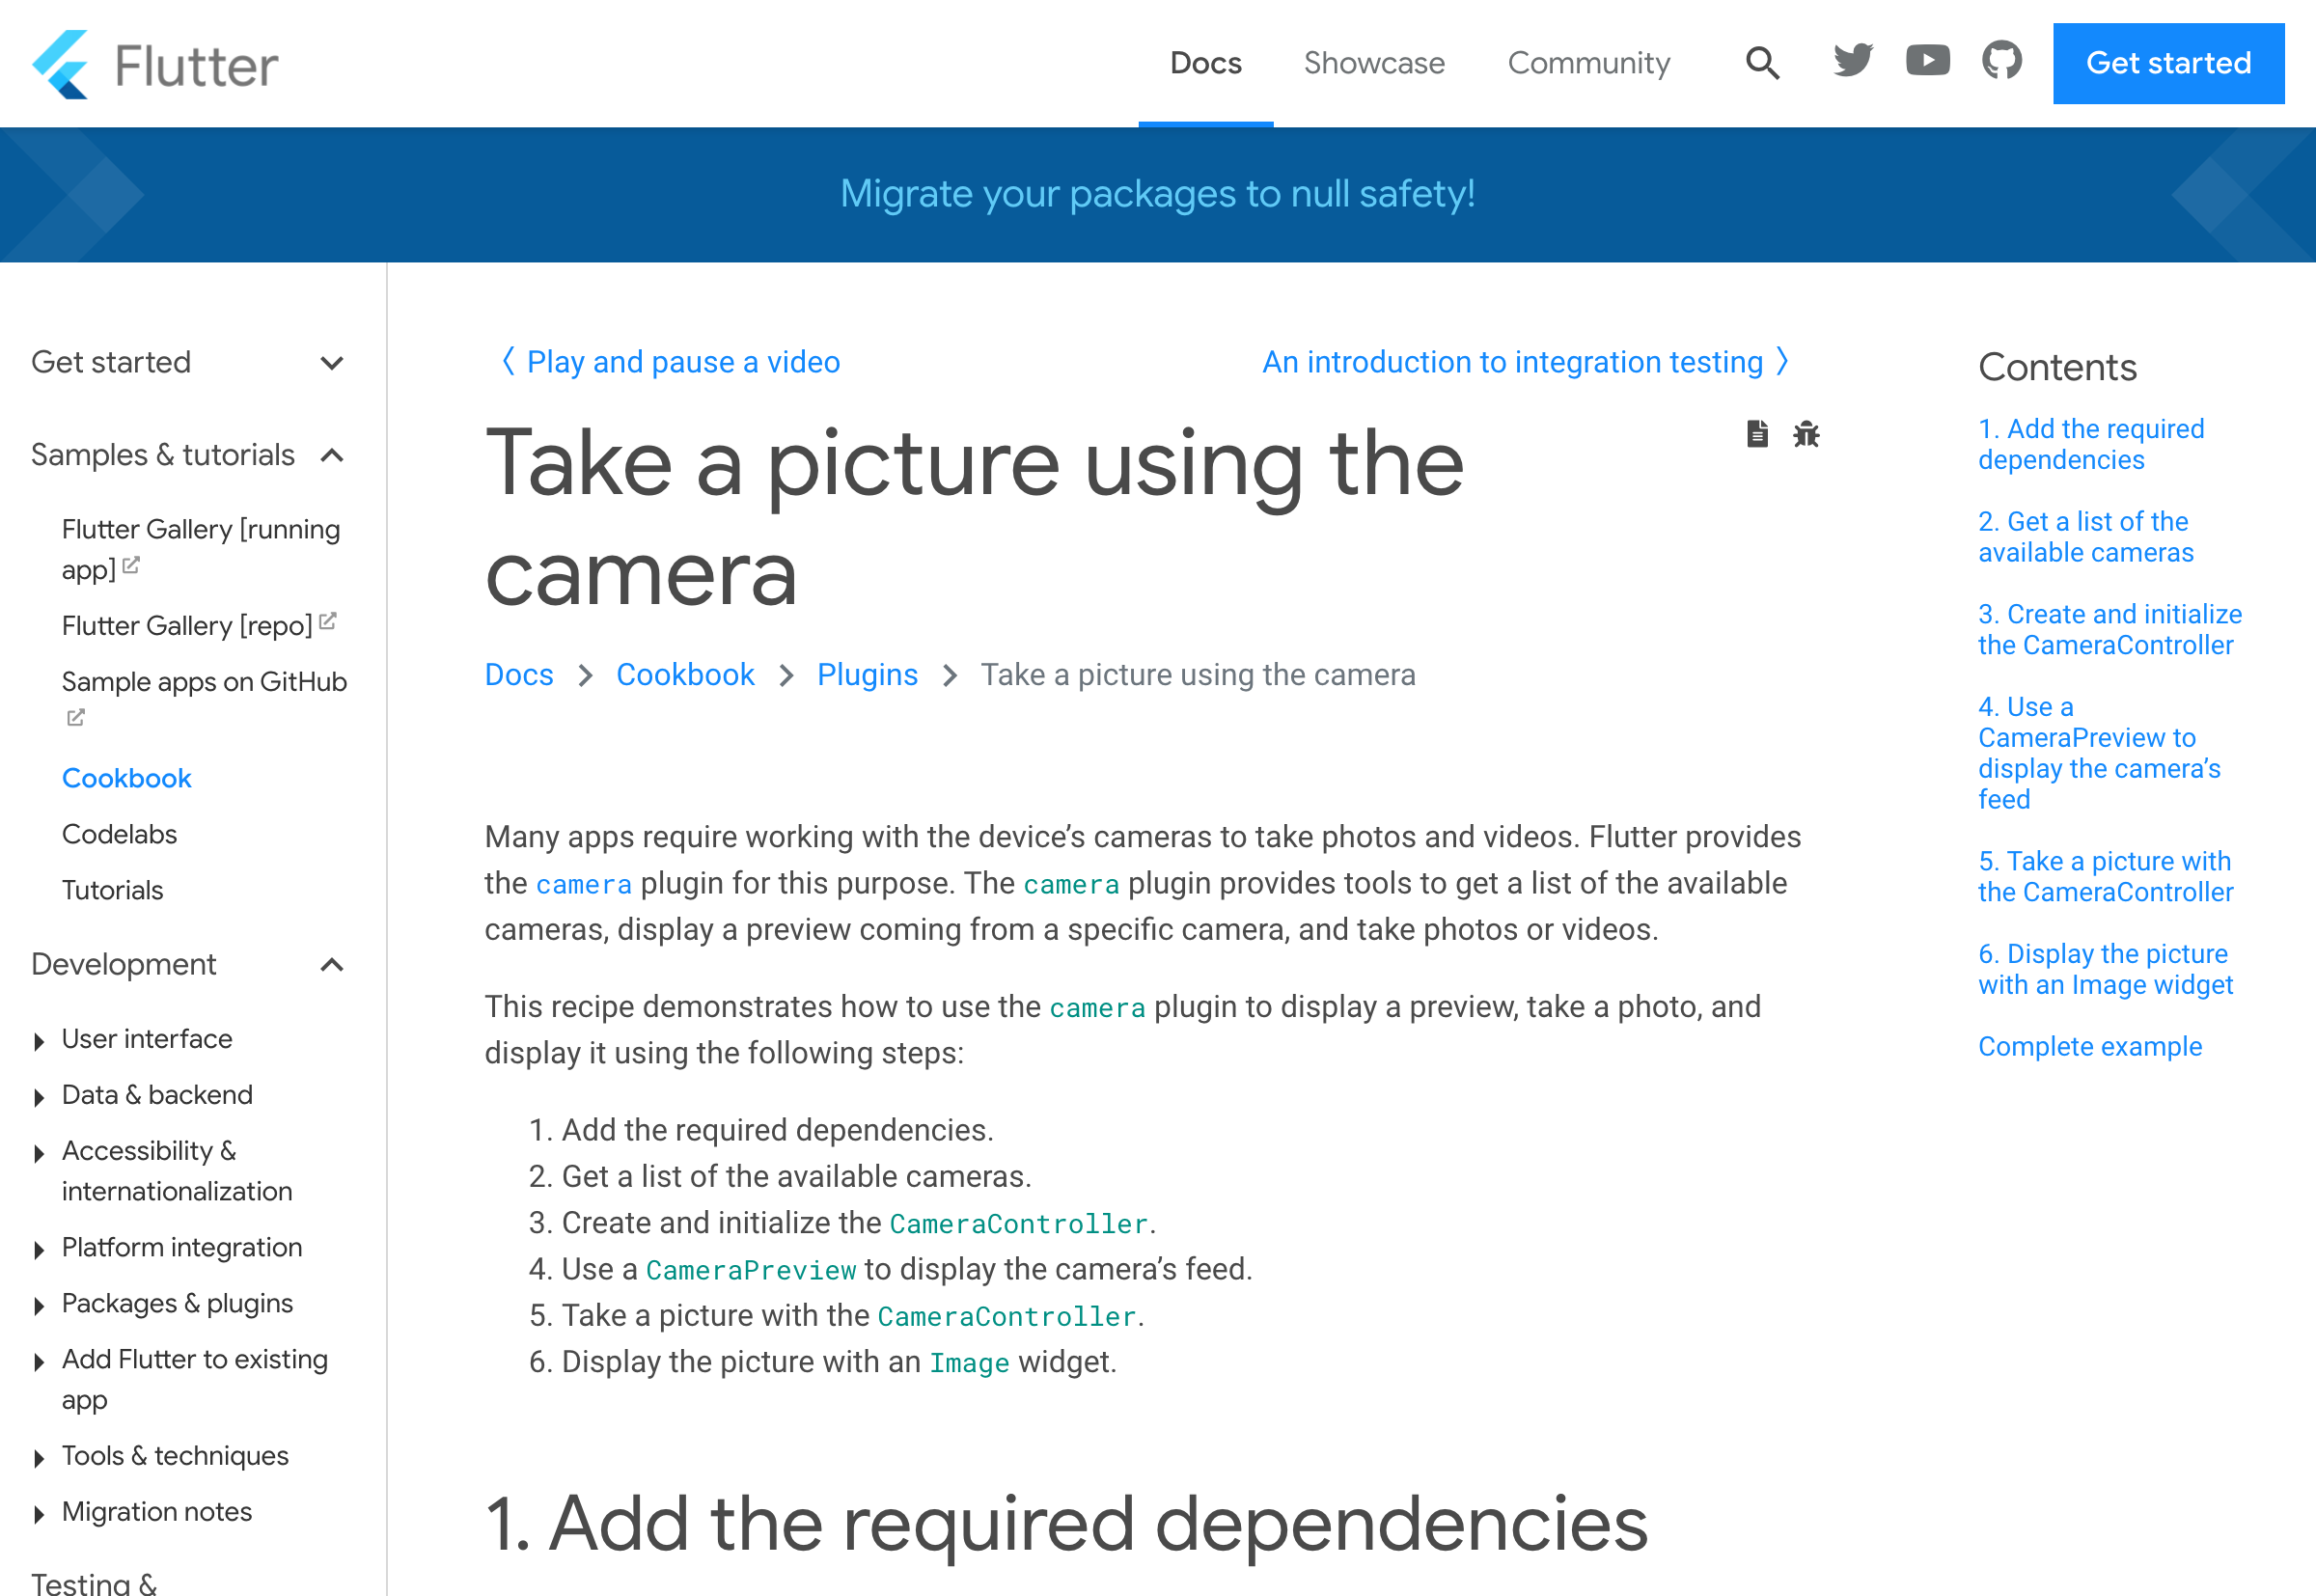 Flutter
Docs
Showcase
Community
Get started
Migrate your packages to null safety!
Get started
Samples & tutorials
Flutter Gallery [running
app]
Flutter Gallery [repo]
Sample apps on GitHub
Cookbook
Codelabs
Tutorials
Development
User interface
Data & backend
Accessibility &
internationalization
Platform integration
Packages & plugins
Add Flutter to existing
app
Tools & techniques
Migration notes
Testing &
〈 Play and pause a video
An introduction to integration testing 〉
Take a picture using the
camera
Docs > Cookbook > Plugins > Take a picture using the camera
Many apps require working with the device’s cameras to take photos and videos. Flutter provides
the camera plugin for this purpose. The camera plugin provides tools to get a list of the available
cameras, display a preview coming from a specific camera, and take photos or videos.
This recipe demonstrates how to use the camera plugin to display a preview, take a photo, and
display it using the following steps:
1. Add the required dependencies.
2. Get a list of the available cameras.
3. Create and initialize the CameraController.
4. Use a CameraPreview to display the camera’s feed.
5. Take a picture with the CameraController.
6. Display the picture with an Image widget.
1. Add the required dependencies
Contents
1. Add the required
dependencies
2. Get a list of the
available cameras
3. Create and initialize
the CameraController
4. Use a
CameraPreview to
display the camera’s
feed
5. Take a picture with
the CameraController
6. Display the picture
with an Image widget
Complete example